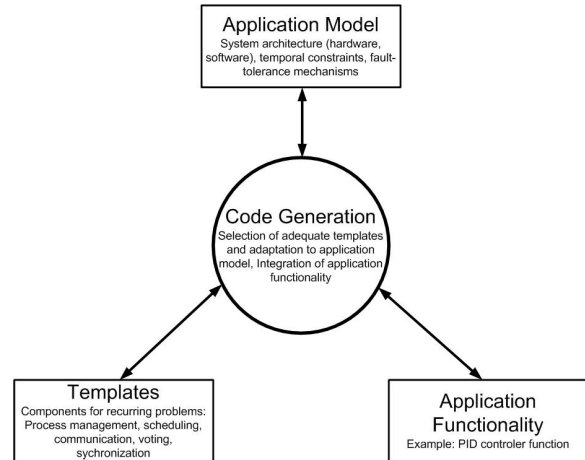 Application Model
System architecture (hardware,
software), temporal constraints, fault-
tolerance mechanisms
Code Generation
Selection of adequate templates
and adaptation to application
model, Integration of application
functionality
Templates
Components for recurring problems:
Process management, scheduling,
communication, voting,
sychronization
Application
Functionality
Example: PID controler function